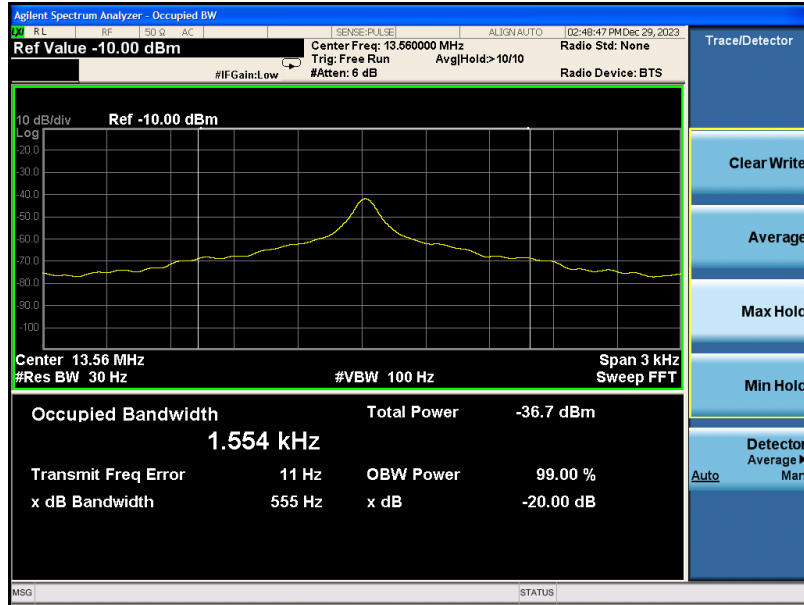 Agilent Spectrum Analyzer - Occupied BW
LXI RL RF 50 Ω AC SENSE:PULSE ALIGN AUTO 02:48:47 PM Dec 29, 2023
Ref Value -10.00 dBm
Center Freq: 13.560000 MHz
Radio Std: None
Trig: Free Run Avg|Hold:>10/10
#IFGain:Low #Atten: 6 dB Radio Device: BTS
Trace/Detector
10 dB/div Ref -10.00 dBm
Log
-20.0
-30.0
-40.0
-50.0
-60.0
-70.0
-80.0
-90.0
-100
Center 13.56 MHz Span 3 kHz
#Res BW 30 Hz #VBW 100 Hz Sweep FFT
Occupied Bandwidth Total Power -36.7 dBm
1.554 kHz
Transmit Freq Error 11 Hz OBW Power 99.00 %
x dB Bandwidth 555 Hz x dB -20.00 dB
Clear Write
Average
Max Hold
Min Hold
Detector
Average
Auto Man
MSG STATUS